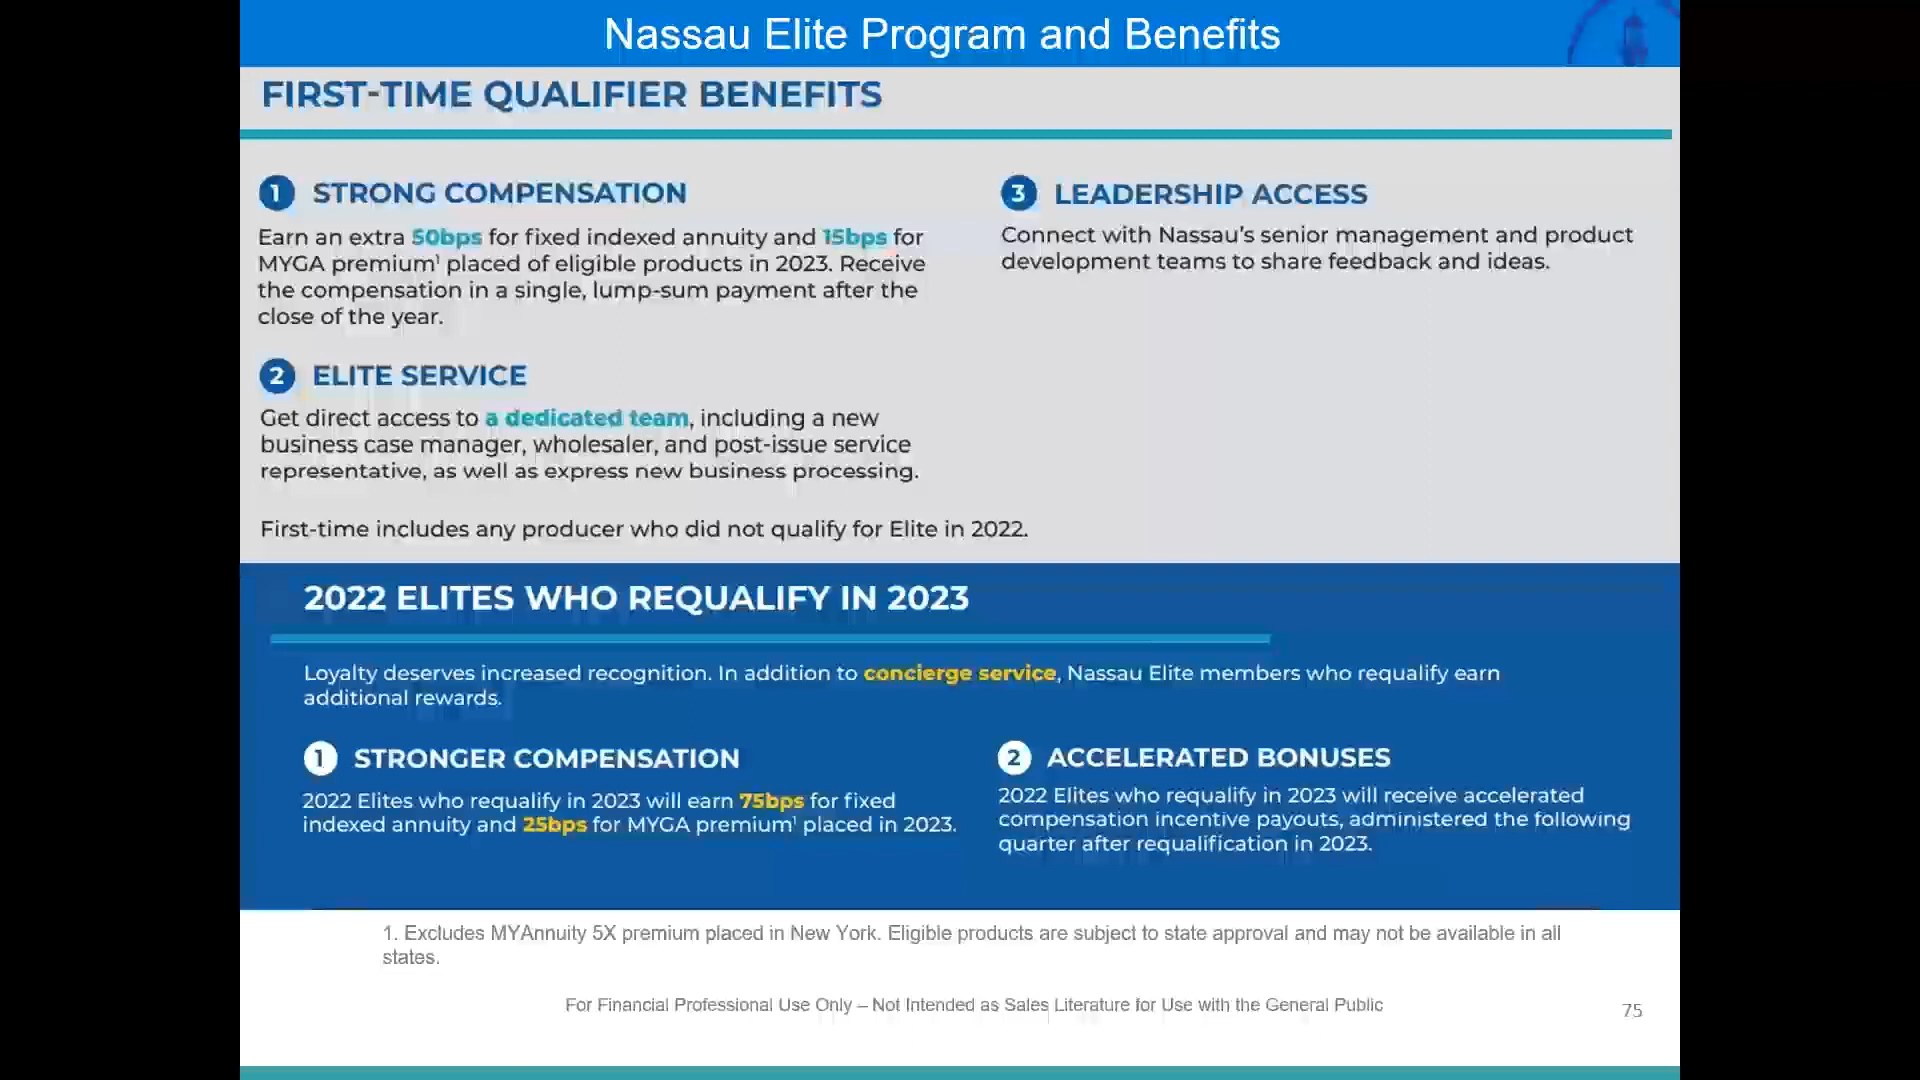 Nassau Elite Program and Benefits
FIRST-TIME QUALIFIER BENEFITS
1 STRONG COMPENSATION
Earn an extra 50bps for fixed indexed annuity and 15bps for
MYGA premium¹ placed of eligible products in 2023. Receive
the compensation in a single, lump-sum payment after the
close of the year.
2 ELITE SERVICE
Get direct access to a dedicated team, including a new
business case manager, wholesaler, and post-issue service
representative, as well as express new business processing.
3 LEADERSHIP ACCESS
Connect with Nassau's senior management and product
development teams to share feedback and ideas.
First-time includes any producer who did not qualify for Elite in 2022.
2022 ELITES WHO REQUALIFY IN 2023
Loyalty deserves increased recognition. In addition to concierge service, Nassau Elite members who requalify earn
additional rewards.
1 STRONGER COMPENSATION
2022 Elites who requalify in 2023 will earn 75bps for fixed
indexed annuity and 25bps for MYGA premium¹ placed in 2023.
2 ACCELERATED BONUSES
2022 Elites who requalify in 2023 will receive accelerated
compensation incentive payouts, administered the following
quarter after requalification in 2023.
1. Excludes MYAnnuity 5X premium placed in New York. Eligible products are subject to state approval and may not be available in all
states.
For Financial Professional Use Only – Not Intended as Sales Literature for Use with the General Public
75